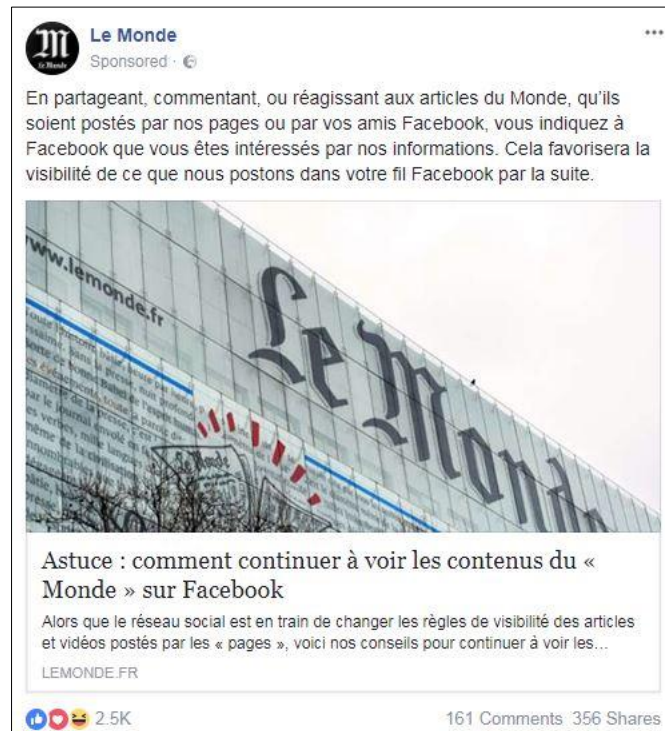 Le Monde
Sponsored ·
En partageant, commentant, ou réagissant aux articles du Monde, qu'ils
soient postés par nos pages ou par vos amis Facebook, vous indiquez à
Facebook que vous êtes intéressés par nos informations. Cela favorisera la
visibilité de ce que nous postons dans votre fil Facebook par la suite.
www.lemonde.fr
Le Monde
Astuce : comment continuer à voir les contenus du «
Monde » sur Facebook
Alors que le réseau social est en train de changer les règles de visibilité des articles
et vidéos postés par les « pages », voici nos conseils pour continuer à voir les...
LEMONDE.FR
2.5K
161 Comments 356 Shares